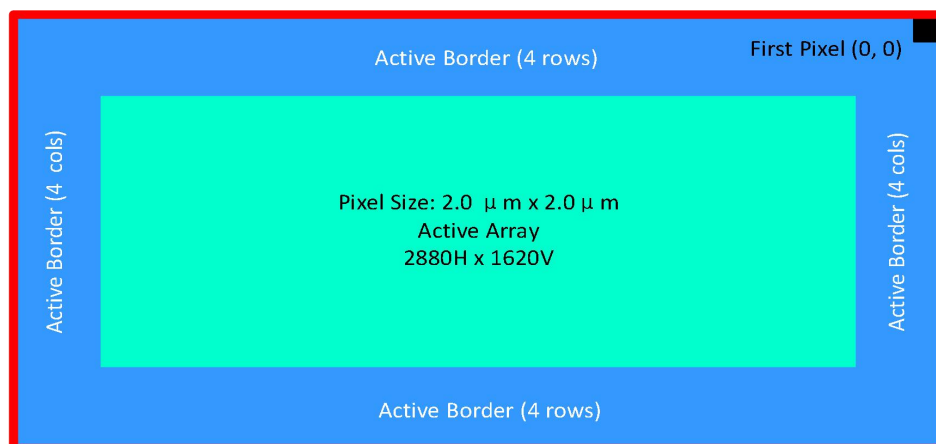 First Pixel (0, 0)
Active Border (4 rows)
Active Border (4  cols)
Pixel Size: 2.0  μ m x 2.0 μ m
Active Array
2880H x 1620V
Active Border (4 cols)
Active Border (4 rows)